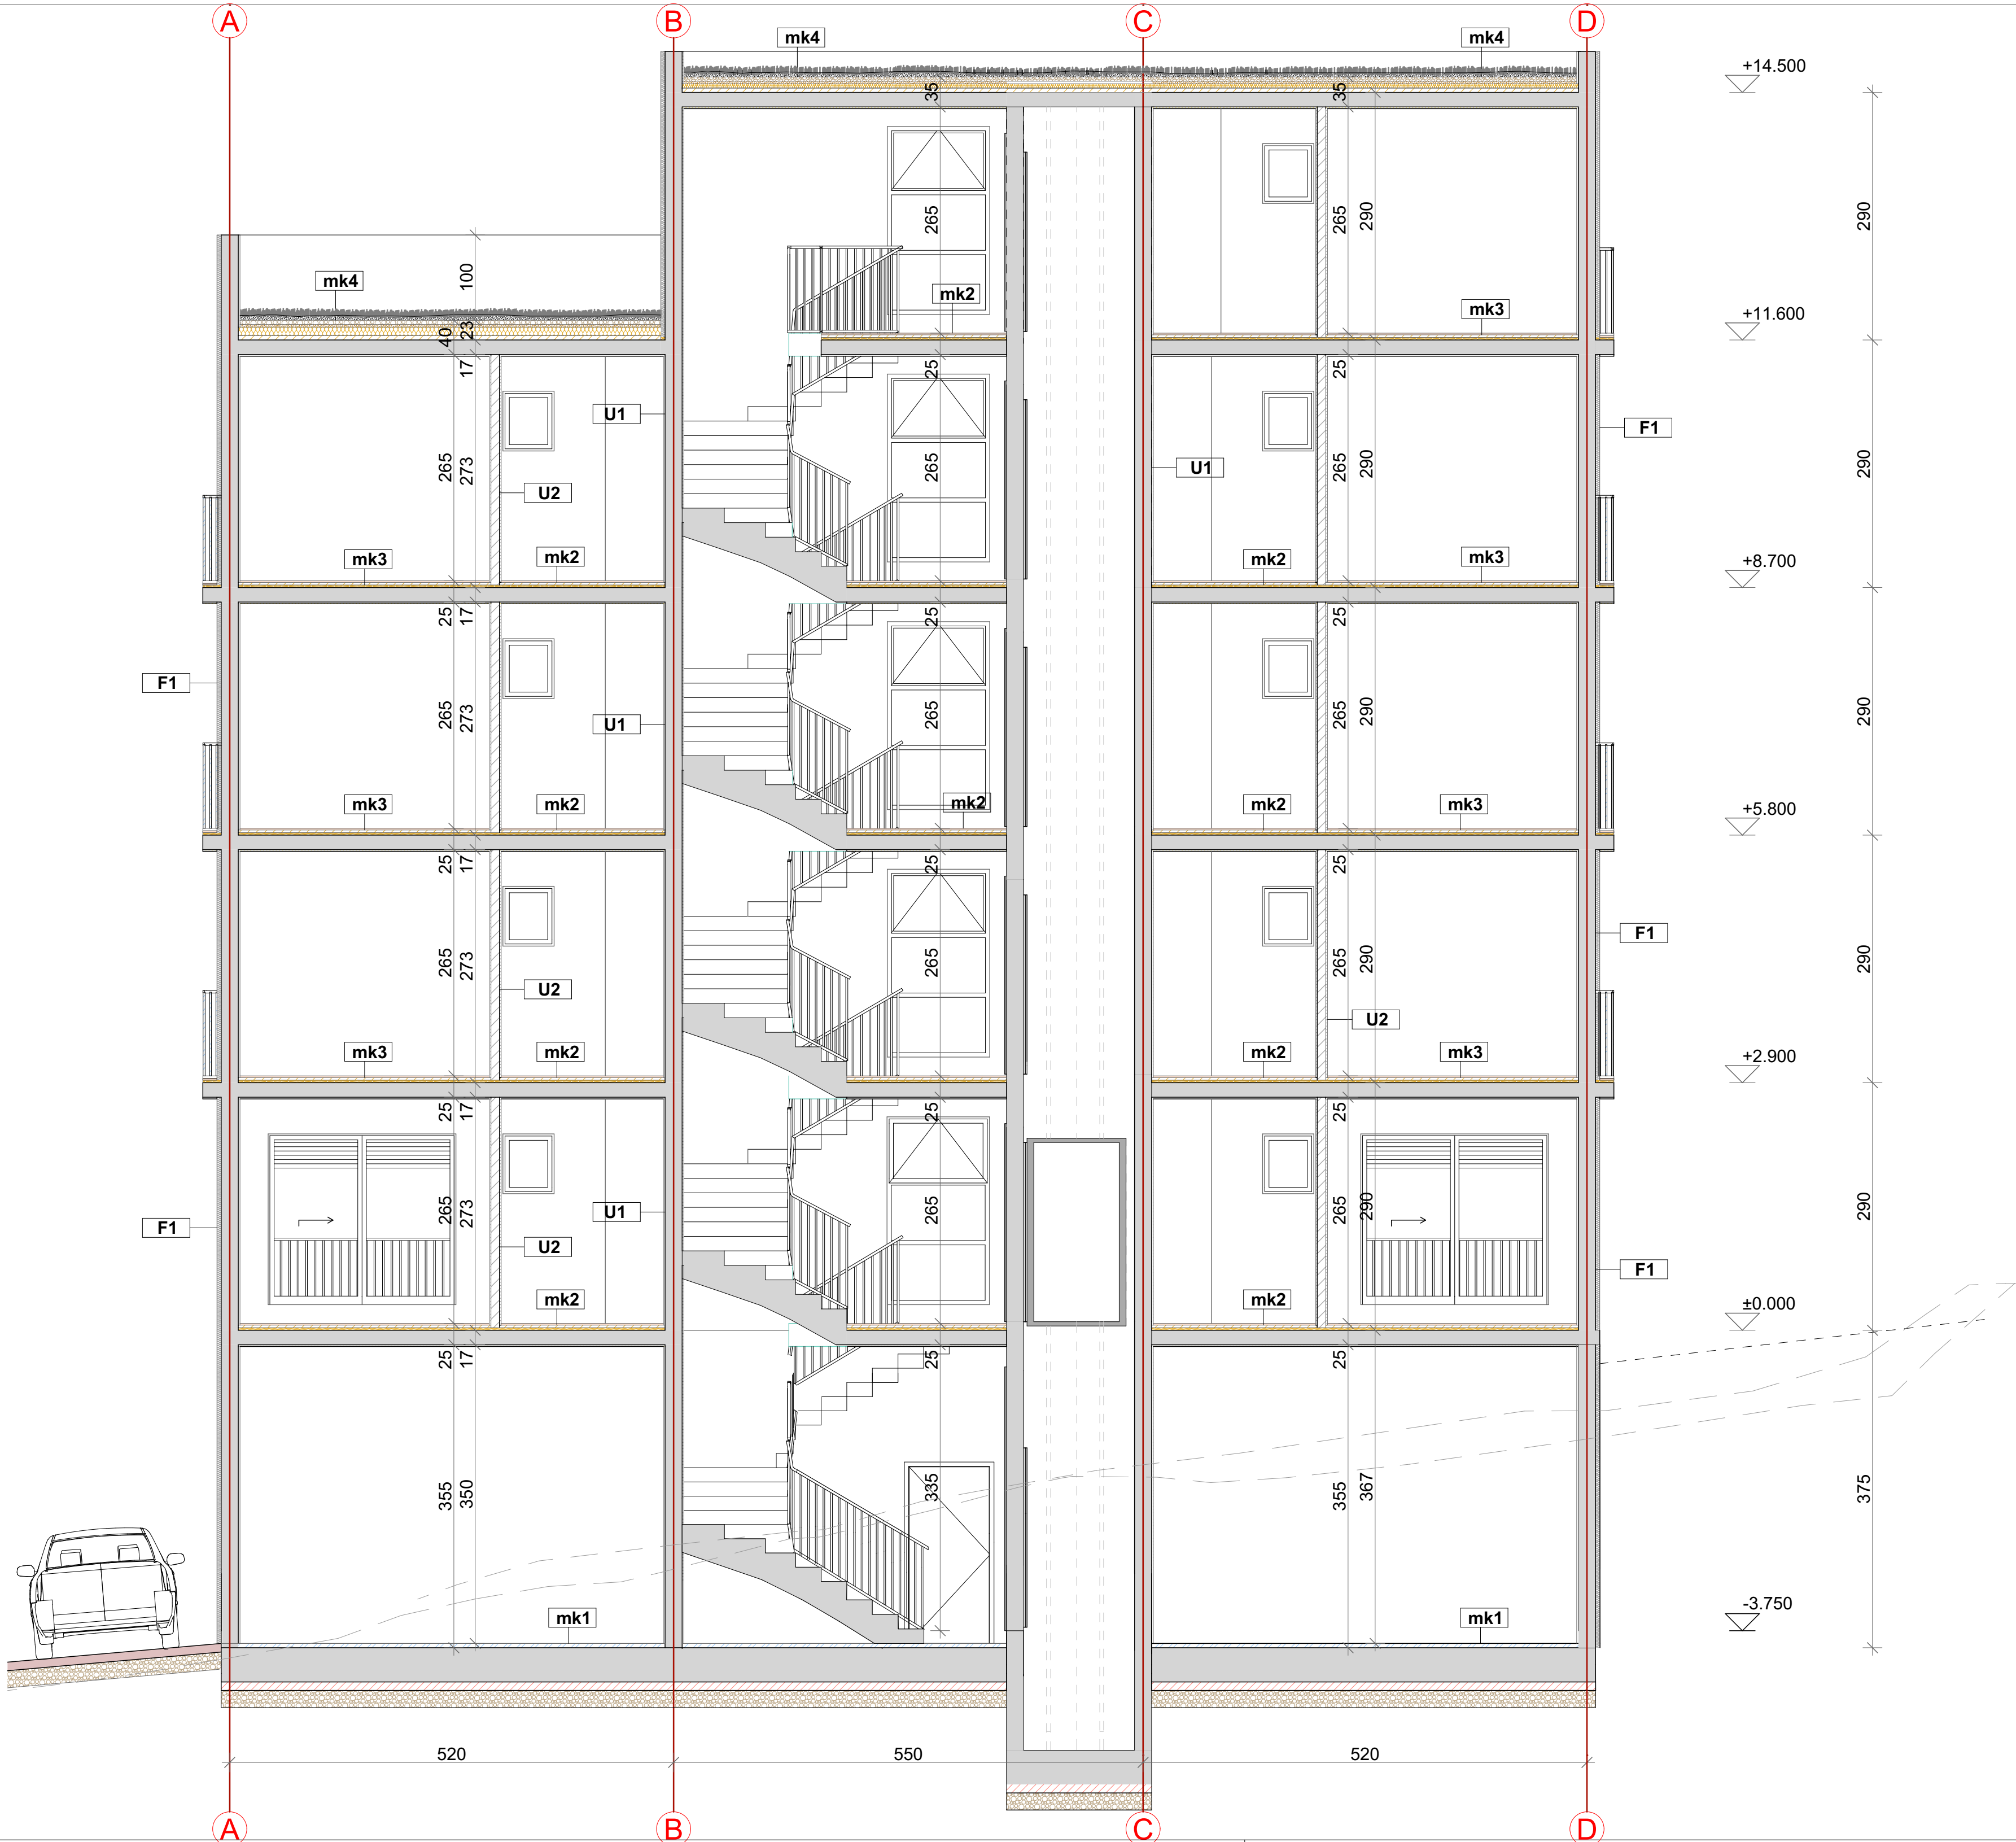 A B C D
mk4 mk4
+14.500
35 35
265 265 290 290
mk4 100 mk2 mk3
+11.600
40 23
17 25 25
U1 F1
265 273 U2 265 U1 265 290 290
mk3 mk2 mk2 mk3
+8.700
25 17 25 25
F1
265 273 U1 265 265 290 290
mk3 mk2 mk2 mk2 mk3
+5.800
25 17 25 25
F1
265 273 U2 265 265 290 290
U2
mk3 mk2 mk2 mk3
+2.900
25 17 25 25
F1 265 273 U1 265 265 290 290
U2 F1
mk2 mk2
±0.000
25 17 25 25
355 350 335 355 367 375
mk1 mk1
-3.750
520 550 520
A B C D